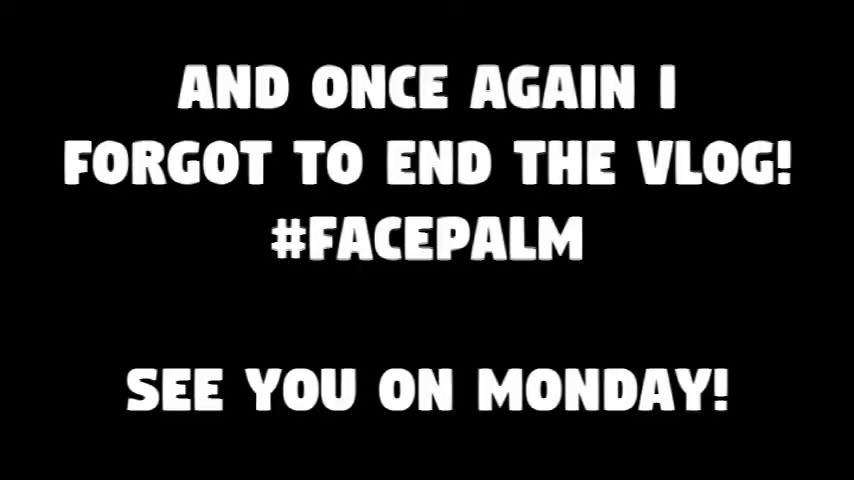 AND ONCE AGAIN I
FORGOT TO END THE VLOG!
#FACEPALM
SEE YOU ON MONDAY!